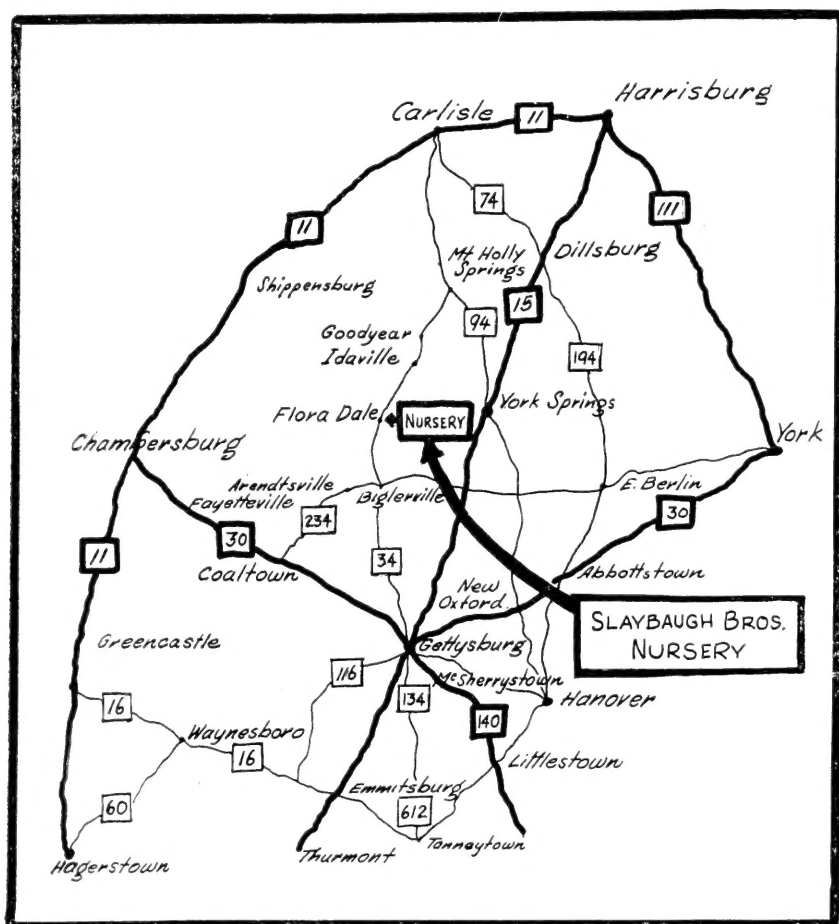 Harrisburg
Carlisle
11
11
74
111
Mt Holly
Springs
Dillsburg
Shippensburg
15
94
Goodyear
Idaville
194
Flora Dale
NURSERY
York Springs
York
Chambersburg
Arendtsville
Fayetteville
Biglerville
E. Berlin
234
30
30
11
34
Coaltown
Abbottstown
New
Oxford
SLAYBAUGH BROS.
NURSERY
Greencastle
Gettysburg
116
McSherrystown
134
Hanover
16
140
Waynesboro
16
Littlestown
Emmitsburg
60
612
Tanneytown
Thurmont
Hagerstown